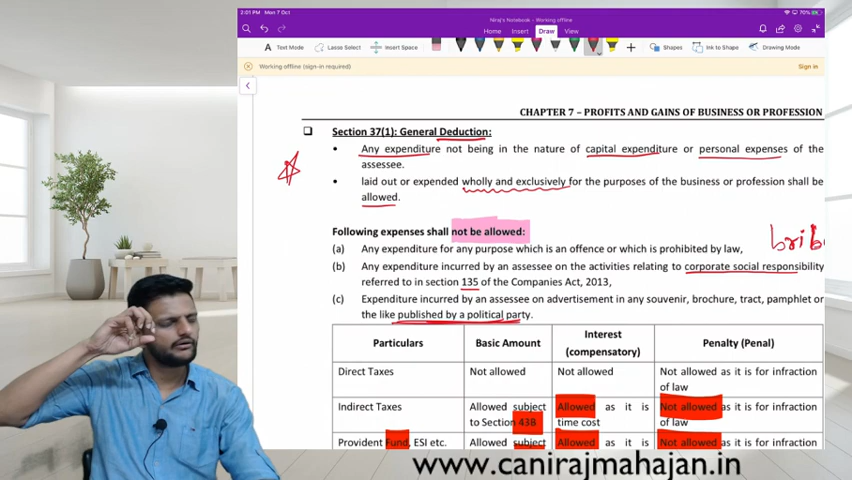 2:01 PM Mon 7 Oct
70%
Niraj's Notebook - Working offline
Home Insert Draw View
Text Mode Lasso Select Insert Space Shapes Ink to Shape Drawing Mode
Working offline (sign-in required) Sign in
CHAPTER 7 – PROFITS AND GAINS OF BUSINESS OR PROFESSION
Section 37(1): General Deduction:
• Any expenditure not being in the nature of capital expenditure or personal expenses of the
assessee.
• laid out or expended wholly and exclusively for the purposes of the business or profession shall be
allowed.
Following expenses shall not be allowed:
(a) Any expenditure for any purpose which is an offence or which is prohibited by law,
brib
(b) Any expenditure incurred by an assessee on the activities relating to corporate social responsibility
referred to in section 135 of the Companies Act, 2013,
(c) Expenditure incurred by an assessee on advertisement in any souvenir, brochure, tract, pamphlet or
the like published by a political party.
Particulars Basic Amount Interest (compensatory) Penalty (Penal)
Direct Taxes Not allowed Not allowed Not allowed as it is for infraction
of law
Indirect Taxes Allowed subject Allowed as it is Not allowed as it is for infraction
to Section 43B time cost of law
Provident Fund, ESI etc. Allowed subject Allowed as it is Not allowed as it is for infraction
www.canirajmahajan.in